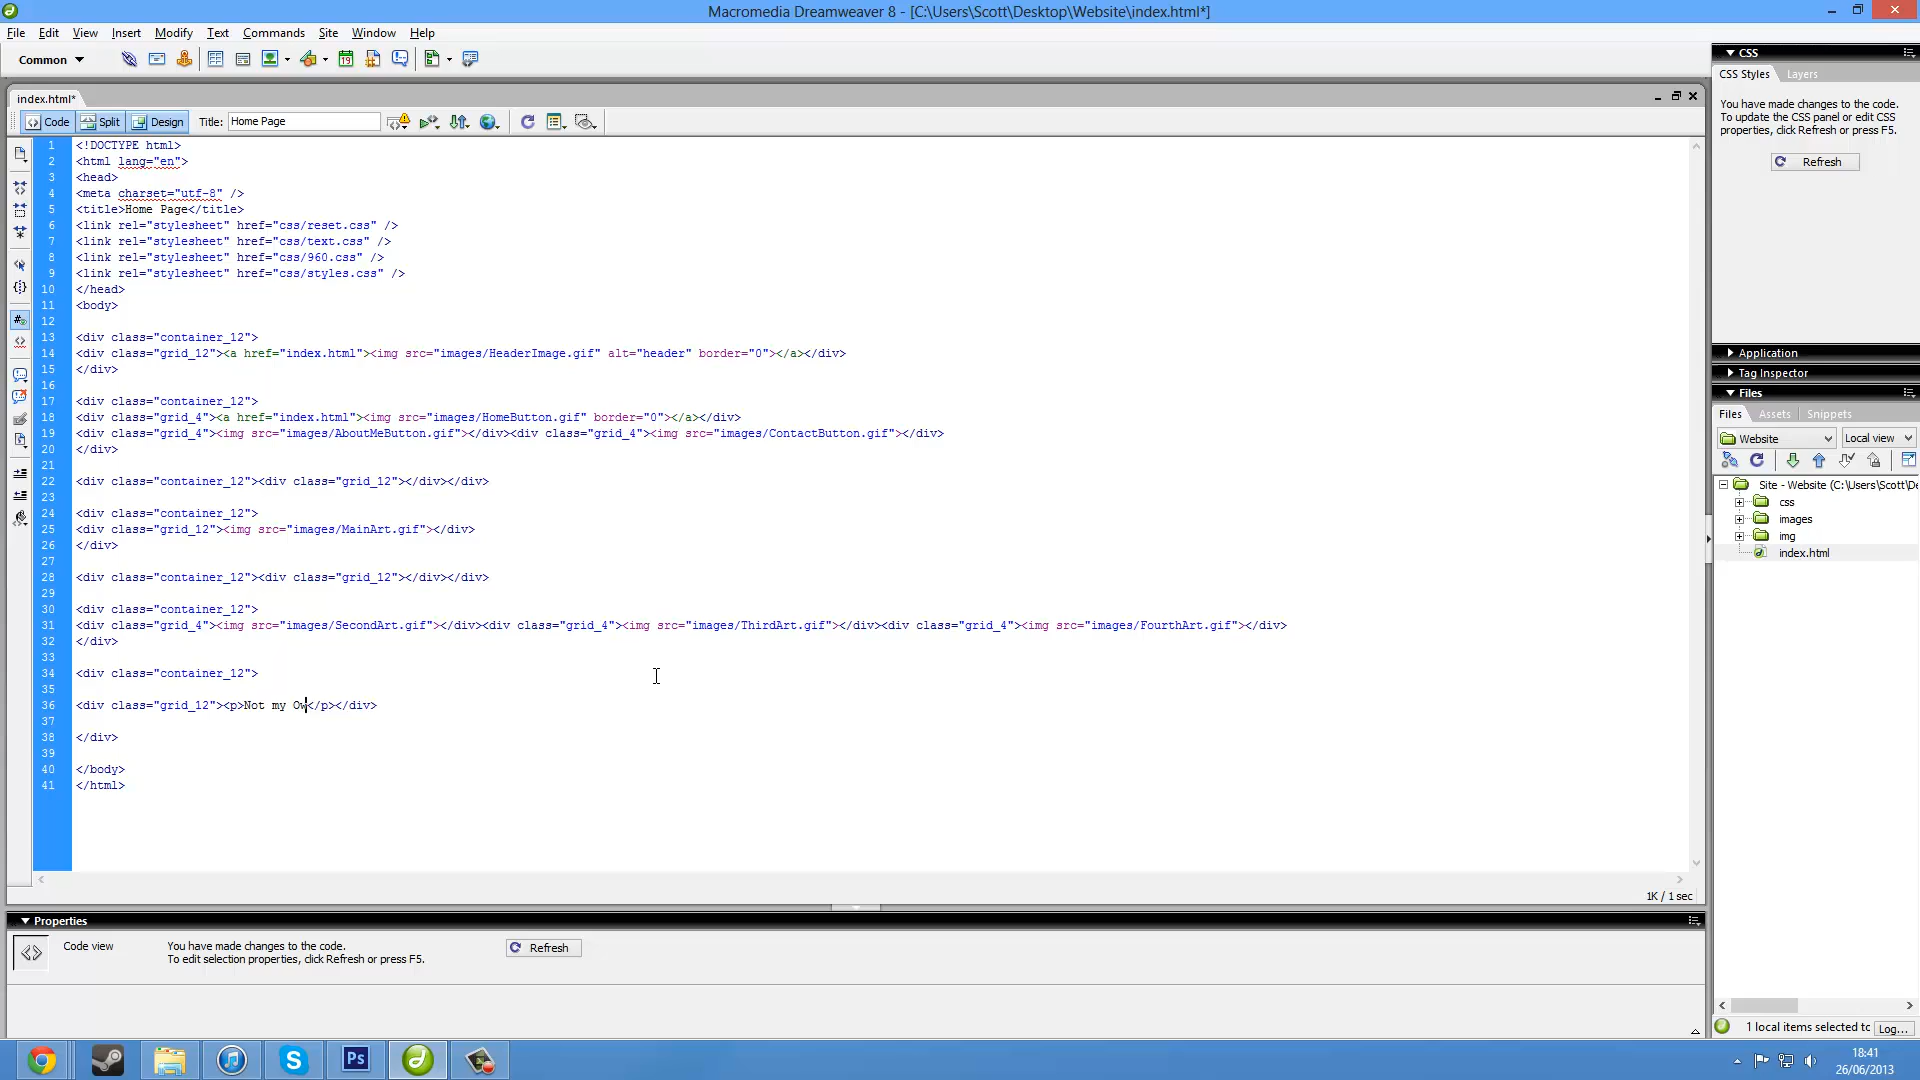 Macromedia Dreamweaver 8 - [C:\Users\Scott\Desktop\Website\index.html*]
File Edit View Insert Modify Text Commands Site Window Help
Common
index.html*
Code Split Design Title: Home Page
1 <!DOCTYPE html>
2 <html lang="en">
3 <head>
4 <meta charset="utf-8" />
5 <title>Home Page</title>
6 <link rel="stylesheet" href="css/reset.css" />
7 <link rel="stylesheet" href="css/text.css" />
8 <link rel="stylesheet" href="css/960.css" />
9 <link rel="stylesheet" href="css/styles.css" />
10 </head>
11 <body>
12
13 <div class="container_12">
14 <div class="grid_12"><a href="index.html"><img src="images/HeaderImage.gif" alt="header" border="0"></a></div>
15 </div>
16
17 <div class="container_12">
18 <div class="grid_4"><a href="index.html"><img src="images/HomeButton.gif" border="0"></a></div>
19 <div class="grid_4"><img src="images/AboutMeButton.gif"></div><div class="grid_4"><img src="images/ContactButton.gif"></div>
20 </div>
21
22 <div class="container_12"><div class="grid_12"></div></div>
23
24 <div class="container_12">
25 <div class="grid_12"><img src="images/MainArt.gif"></div>
26 </div>
27
28 <div class="container_12"><div class="grid_12"></div></div>
29
30 <div class="container_12">
31 <div class="grid_4"><img src="images/SecondArt.gif"></div><div class="grid_4"><img src="images/ThirdArt.gif"></div><div class="grid_4"><img src="images/FourthArt.gif"></div>
32 </div>
33
34 <div class="container_12">
35
36 <div class="grid_12"><p>Not my Ow</p></div>
37
38 </div>
39
40 </body>
41 </html>
1K / 1 sec
Properties
Code view
You have made changes to the code.
To edit selection properties, click Refresh or press F5.
Refresh
CSS
CSS Styles Layers
You have made changes to the code.
To update the CSS panel or edit CSS
properties, click Refresh or press F5.
Refresh
Application
Tag Inspector
Files
Files Assets Snippets
Website Local view
Site - Website (C:\Users\Scott\De
css
images
img
index.html
1 local items selected tc Log...
Ps
18:41
26/06/2013